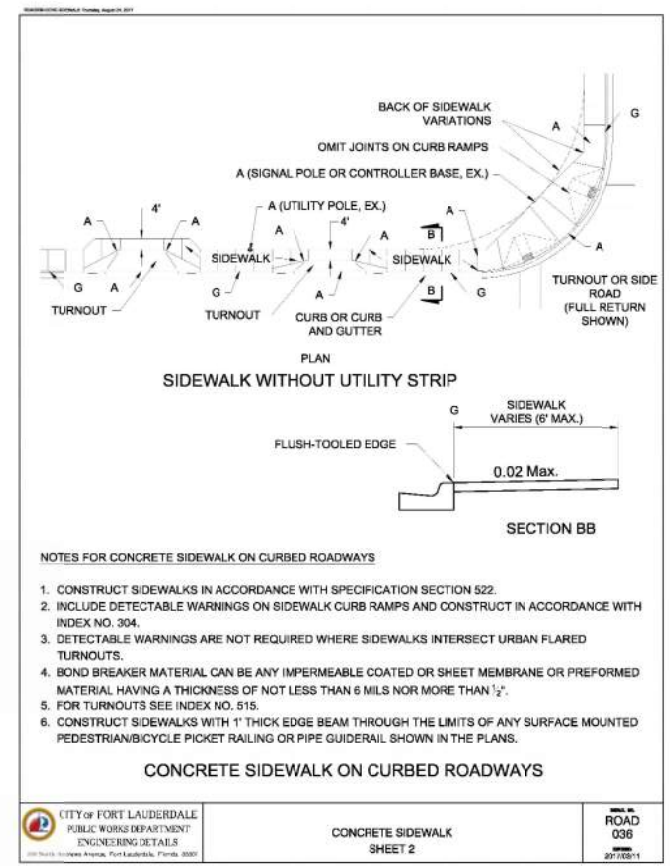 BACK OF SIDEWALK
VARIATIONS
A
G
OMIT JOINTS ON CURB RAMPS
A (SIGNAL POLE OR CONTROLLER BASE, EX.)
4'
A (UTILITY POLE, EX.)
4'
A
A
A
A
B
A
A
SIDEWALK
SIDEWALK
G
A
G
A
B
G
TURNOUT
TURNOUT
CURB OR CURB
AND GUTTER
TURNOUT OR SIDE
ROAD
(FULL RETURN
SHOWN)
PLAN
SIDEWALK WITHOUT UTILITY STRIP
G
SIDEWALK
VARIES (6' MAX.)
FLUSH-TOOLED EDGE
0.02 Max.
SECTION BB
NOTES FOR CONCRETE SIDEWALK ON CURBED ROADWAYS
1. CONSTRUCT SIDEWALKS IN ACCORDANCE WITH SPECIFICATION SECTION 522.
2. INCLUDE DETECTABLE WARNINGS ON SIDEWALK CURB RAMPS AND CONSTRUCT IN ACCORDANCE WITH
INDEX NO. 304.
3. DETECTABLE WARNINGS ARE NOT REQUIRED WHERE SIDEWALKS INTERSECT URBAN FLARED
TURNOUTS.
4. BOND BREAKER MATERIAL CAN BE ANY IMPERMEABLE COATED OR SHEET MEMBRANE OR PREFORMED
MATERIAL HAVING A THICKNESS OF NOT LESS THAN 6 MILS NOR MORE THAN ½".
5. FOR TURNOUTS SEE INDEX NO. 515.
6. CONSTRUCT SIDEWALKS WITH 1' THICK EDGE BEAM THROUGH THE LIMITS OF ANY SURFACE MOUNTED
PEDESTRIAN/BICYCLE PICKET RAILING OR PIPE GUIDERAIL SHOWN IN THE PLANS.
CONCRETE SIDEWALK ON CURBED ROADWAYS
CITY OF FORT LAUDERDALE
PUBLIC WORKS DEPARTMENT
ENGINEERING DETAILS
Avenue, Fort Lauderdale, Florida,
CONCRETE SIDEWALK
SHEET 2
ROAD
036
2017/03/11